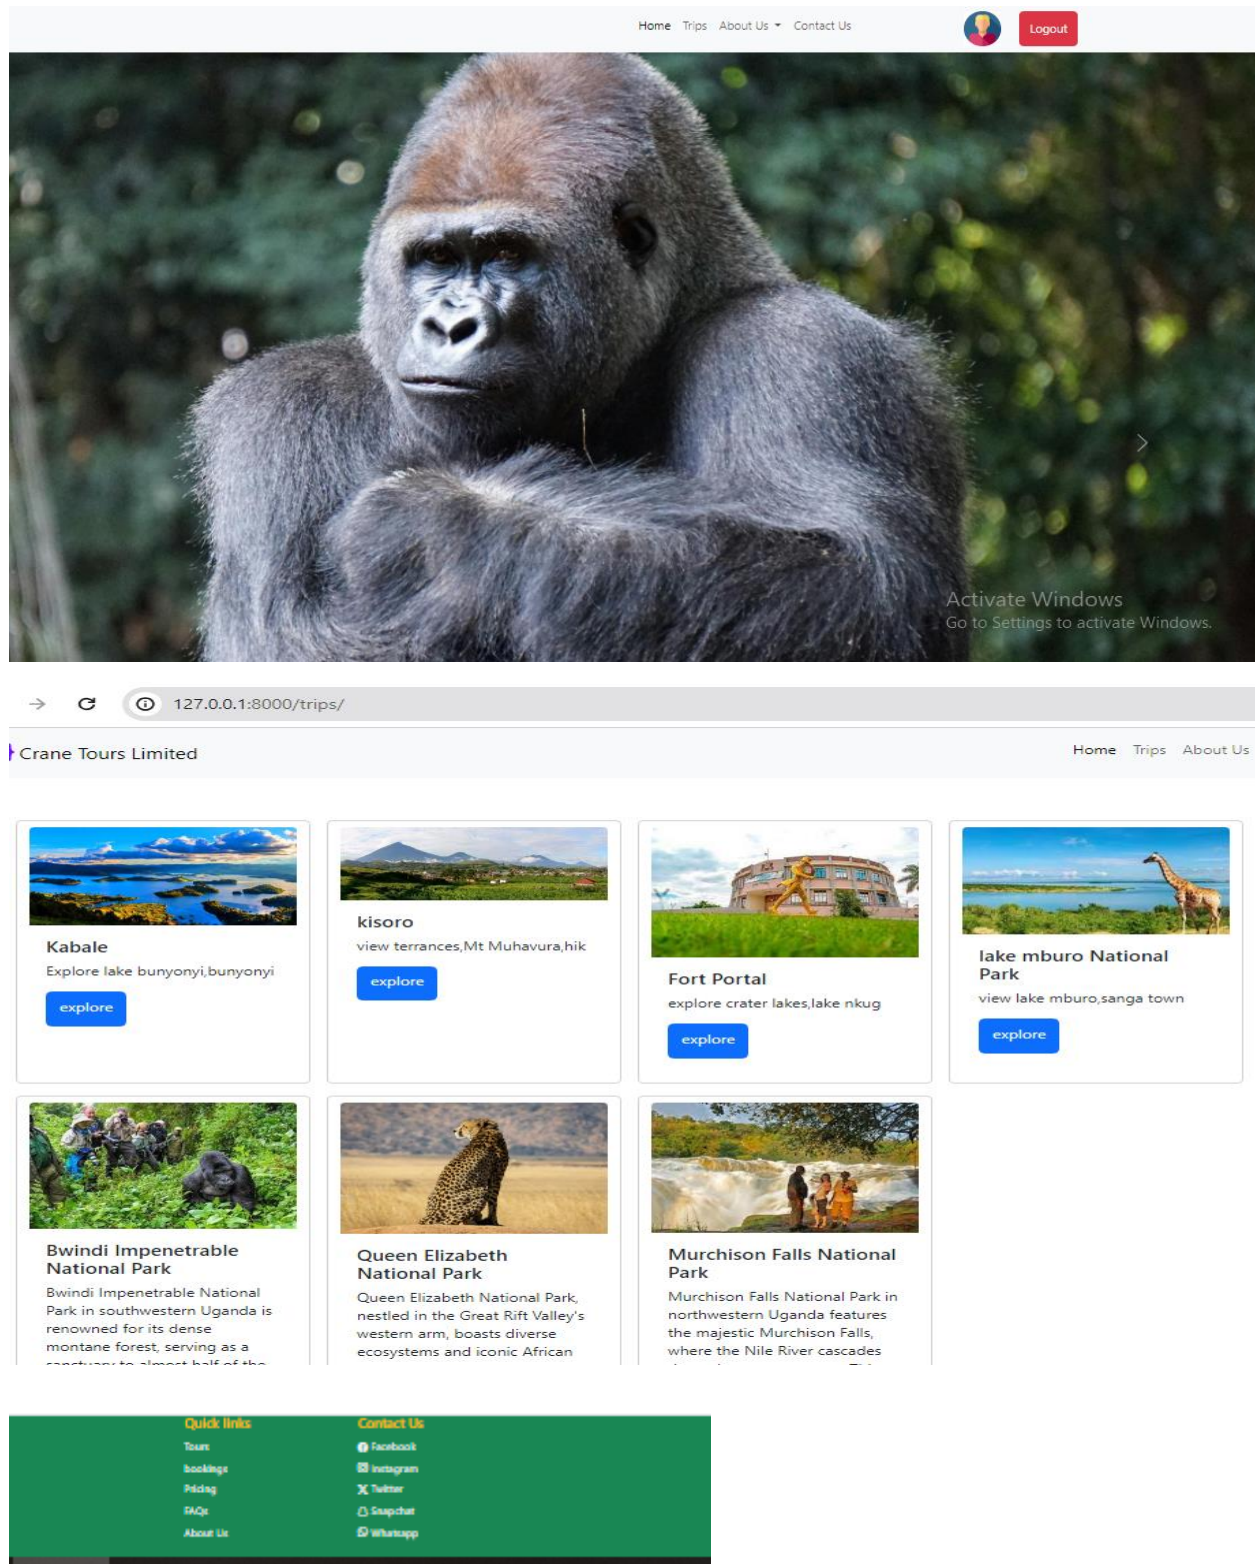 Home Trips About Us Contact Us Logout
Activate Windows
Go to Settings to activate Windows.
127.0.0.1:8000/trips/
Crane Tours Limited Home Trips About Us
Kabale
Explore lake bunyonyi,bunyonyi
explore
kisoro
view terrances,Mt Muhavura,hik
explore
Fort Portal
explore crater lakes,lake nkug
explore
lake mburo National
Park
view lake mburo,sanga town
explore
Bwindi Impenetrable
National Park
Bwindi Impenetrable National
Park in southwestern Uganda is
renowned for its dense
montane forest, serving as a
sanctuary to almost half of the
Queen Elizabeth
National Park
Queen Elizabeth National Park,
nestled in the Great Rift Valley's
western arm, boasts diverse
ecosystems and iconic African
Murchison Falls National
Park
Murchison Falls National Park in
northwestern Uganda features
the majestic Murchison Falls,
where the Nile River cascades
Quick links
Tours
bookings
Pricing
FAQs
About Us
Contact Us
Facebook
Instagram
Twitter
Snapchat
Whatsapp